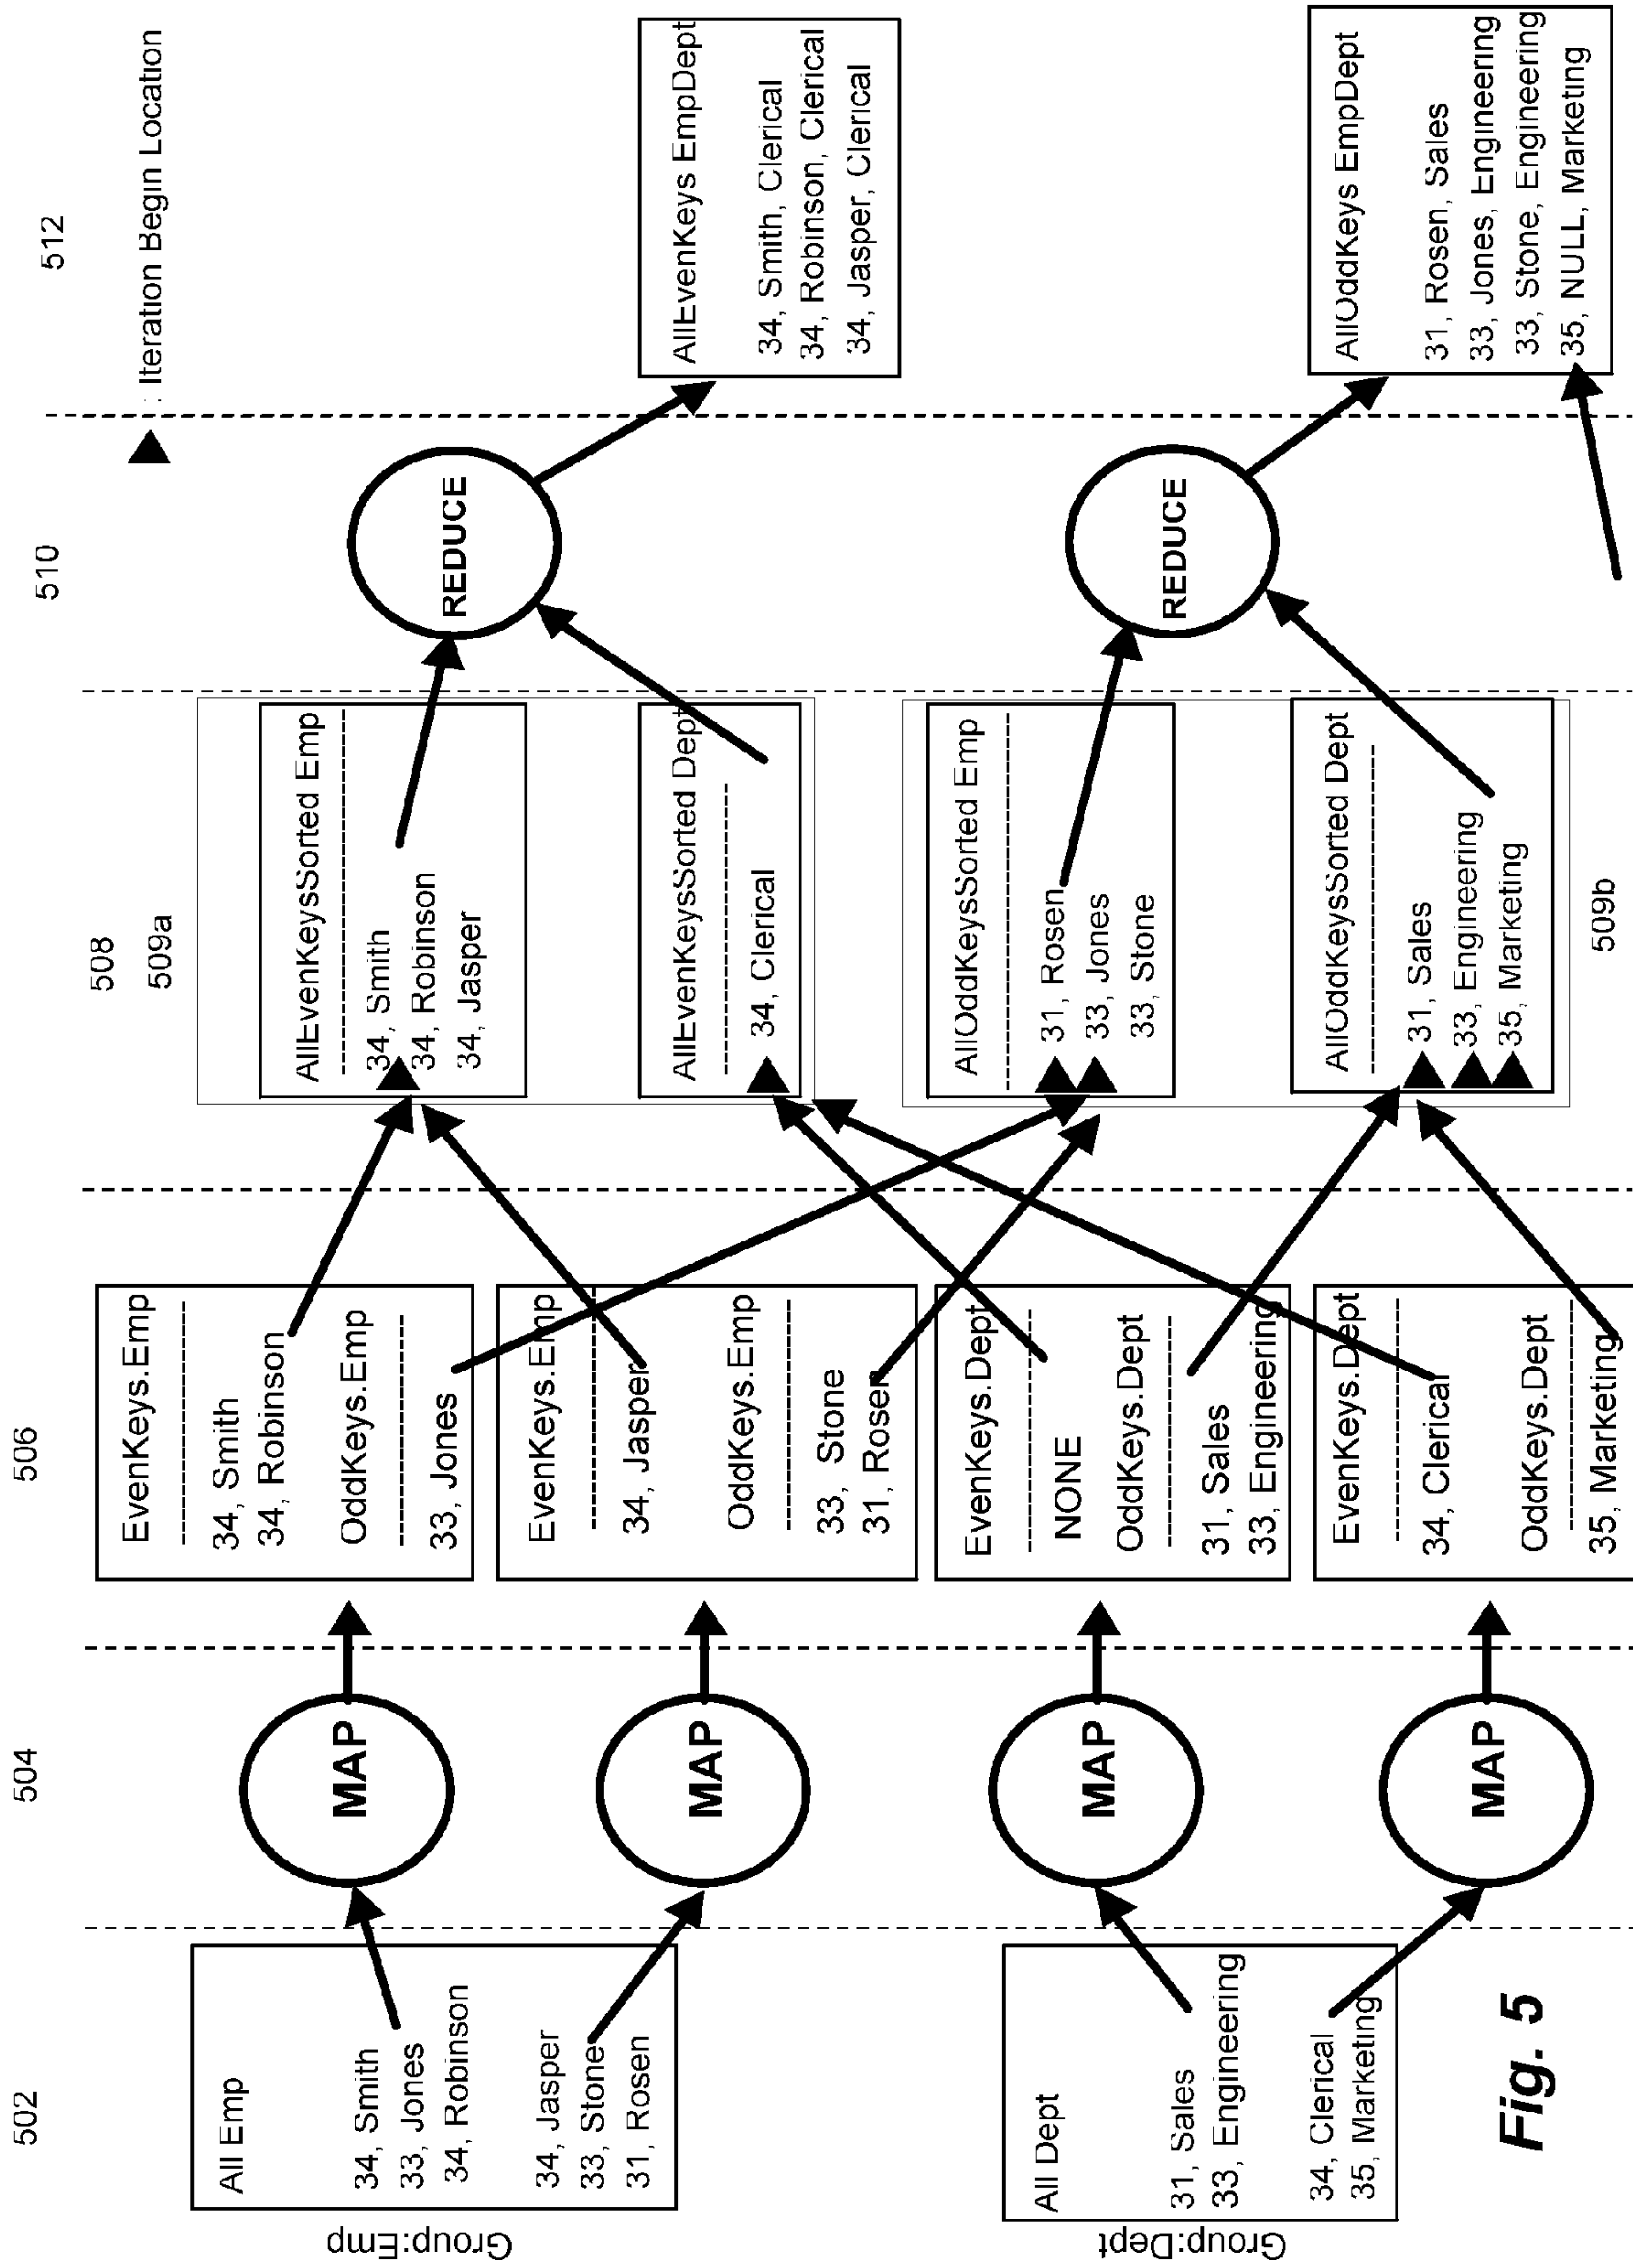 502
504
506
508
510
512
509a
: Iteration Begin Location
Group:Emp
All Emp
34, Smith
33, Jones
34, Robinson
34, Jasper
33, Stone
31, Rosen
Group:Dept
All Dept
31, Sales
33, Engineering
34, Clerical
35, Marketing
MAP
MAP
MAP
MAP
EvenKeys.Emp
34, Smith
34, Robinson
OddKeys.Emp
33, Jones
EvenKeys.Emp
34, Jasper
OddKeys.Emp
33, Stone
31, Rosen
EvenKeys.Dept
NONE
OddKeys.Dept
31, Sales
33, Engineering
EvenKeys.Dept
34, Clerical
OddKeys.Dept
35, Marketing
AllEvenKeysSorted Emp
34, Smith
34, Robinson
34, Jasper
AllEvenKeysSorted Dept
34, Clerical
AllOddKeysSorted Emp
31, Rosen
33, Jones
33, Stone
AllOddKeysSorted Dept
31, Sales
33, Engineering
35, Marketing
509b
REDUCE
REDUCE
AllEvenKeys EmpDept
34, Smith, Clerical
34, Robinson, Clerical
34, Jasper, Clerical
AllOddKeys EmpDept
31, Rosen, Sales
33, Jones, Engineering
33, Stone, Engineering
35, NULL, Marketing
Fig. 5